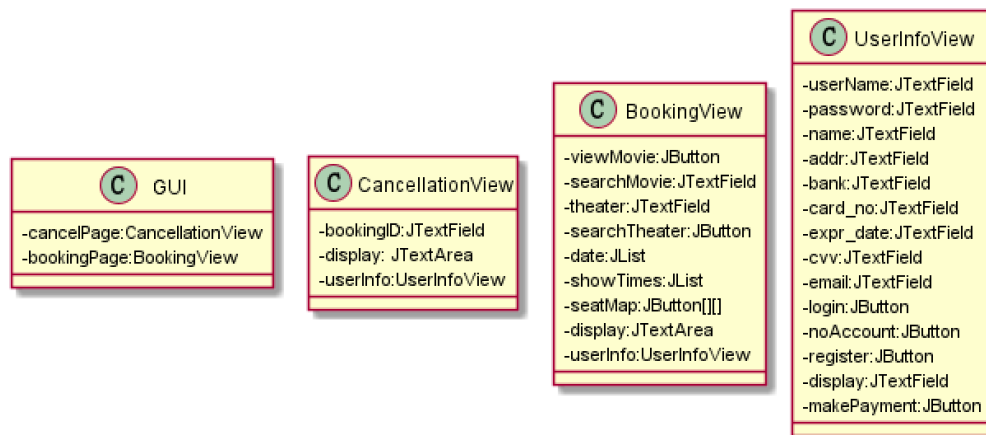 C GUI
-cancelPage:CancellationView
-bookingPage:BookingView
C CancellationView
-bookingID:JTextField
-display: JTextArea
-userInfo:UserInfoView
C BookingView
-viewMovie:JButton
-searchMovie:JTextField
-theater:JTextField
-searchTheater:JButton
-date:JList
-showTimes:JList
-seatMap:JButton[][]
-display:JTextArea
-userInfo:UserInfoView
C UserInfoView
-userName:JTextField
-password:JTextField
-name:JTextField
-addr:JTextField
-bank:JTextField
-card_no:JTextField
-expr_date:JTextField
-cvv:JTextField
-email:JTextField
-login:JButton
-noAccount:JButton
-register:JButton
-display:JTextField
-makePayment:JButton